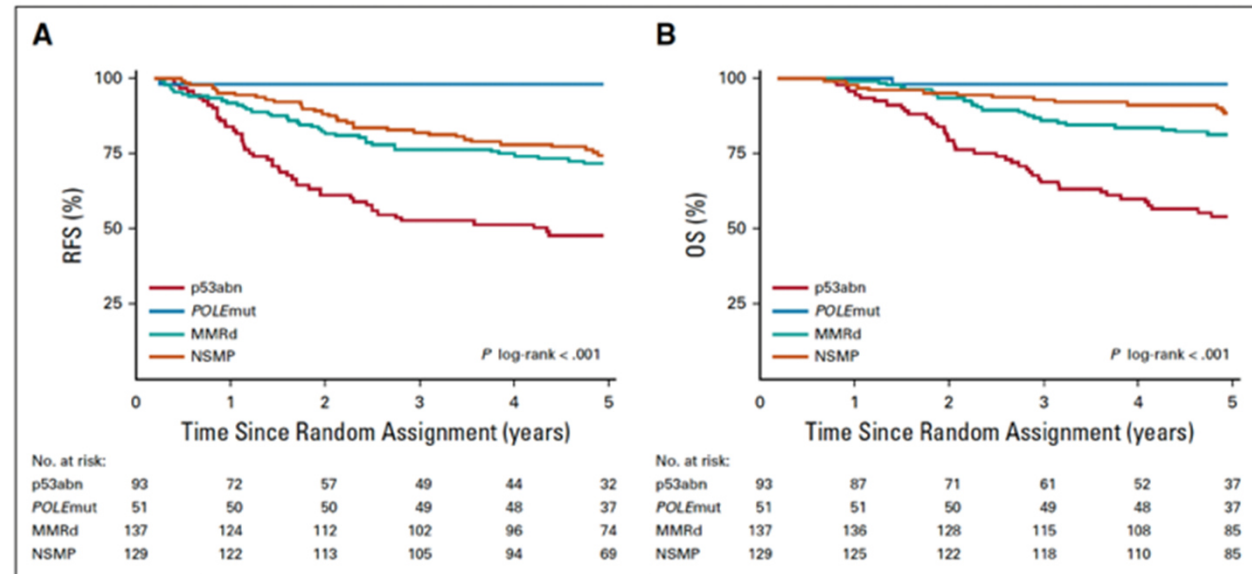 A
100
75
50
25
RFS (%)
p53abn
POLEmut
MMRd
NSMP
P log-rank < .001
0 1 2 3 4 5
Time Since Random Assignment (years)
No. at risk:
p53abn 93 72 57 49 44 32
POLEmut 51 50 50 49 48 37
MMRd 137 124 112 102 96 74
NSMP 129 122 113 105 94 69
B
100
75
50
25
OS (%)
p53abn
POLEmut
MMRd
NSMP
P log-rank < .001
0 1 2 3 4 5
Time Since Random Assignment (years)
No. at risk:
p53abn 93 87 71 61 52 37
POLEmut 51 51 50 49 48 37
MMRd 137 136 128 115 108 85
NSMP 129 125 122 118 110 85